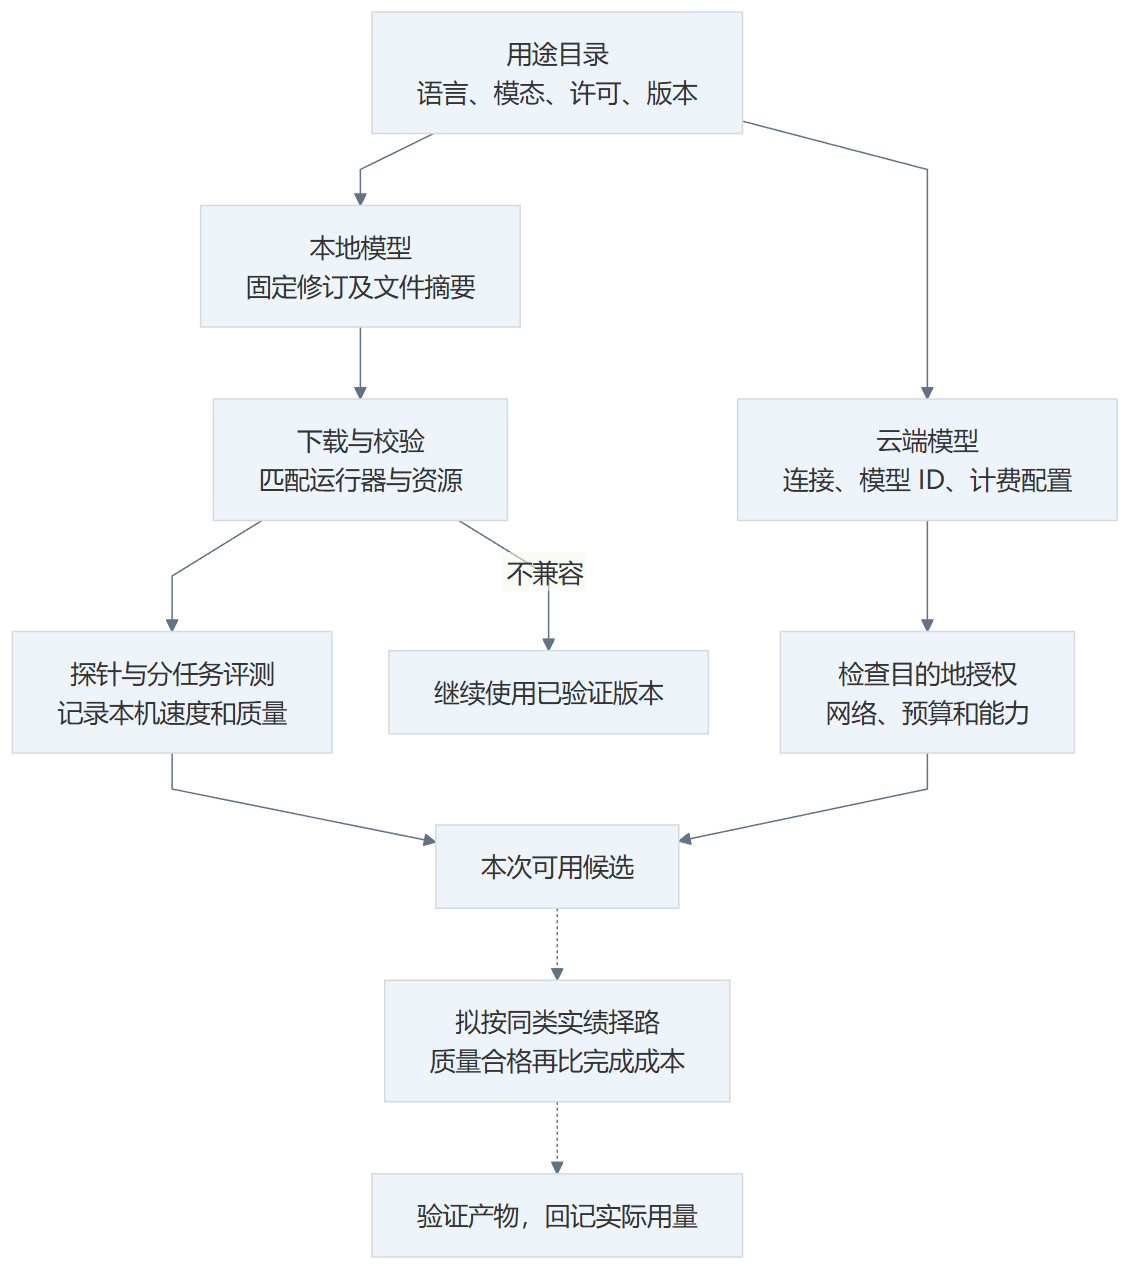 用途目录
语言、模态、许可、版本
本地模型
固定修订及文件摘要
下载与校验
匹配运行器与资源
云端模型
连接、模型 ID、计费配置
不兼容
探针与分任务评测
记录本机速度和质量
继续使用已验证版本
检查目的地授权
网络、预算和能力
本次可用候选
拟按同类实绩择路
质量合格再比完成成本
验证产物，回记实际用量